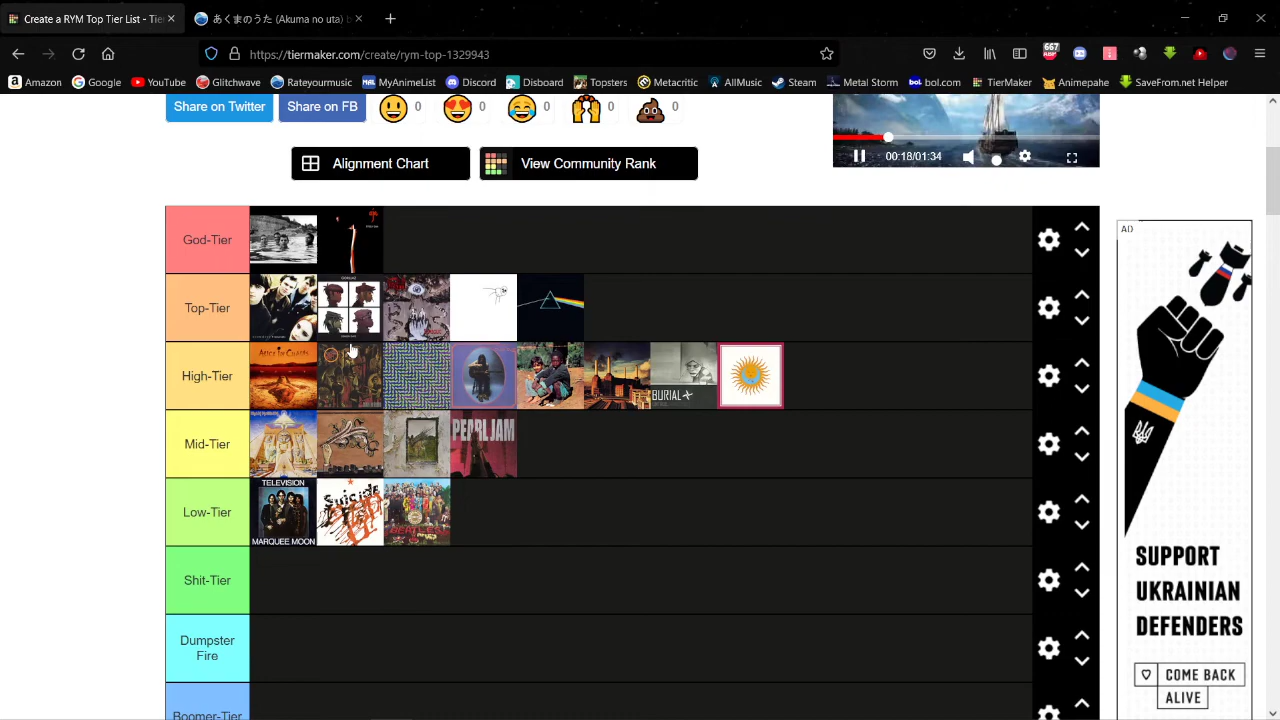 Create a RYM Top Tier List - Tie
あくまのうた (Akuma no uta) b
https://tiermaker.com/create/rym-top-1329943
667
Amazon
Google
YouTube
Glitchwave
Rateyourmusic
MyAnimeList
Discord
Disboard
Topsters
Metacritic
AllMusic
Steam
Metal Storm
bol.com
TierMaker
Animepahe
SaveFrom.net Helper
Share on Twitter
Share on FB
0
0
0
0
0
Alignment Chart
View Community Rank
00:18/01:34
God-Tier
Top-Tier
High-Tier
ALICE IN CHAINS
BURIAL
Mid-Tier
PEARL JAM
Low-Tier
TELEVISION
MARQUEE MOON
SUICIDE
BEATLES
Shit-Tier
Dumpster
Fire
Boomer-Tier
AD
SUPPORT
UKRAINIAN
DEFENDERS
COME BACK
ALIVE